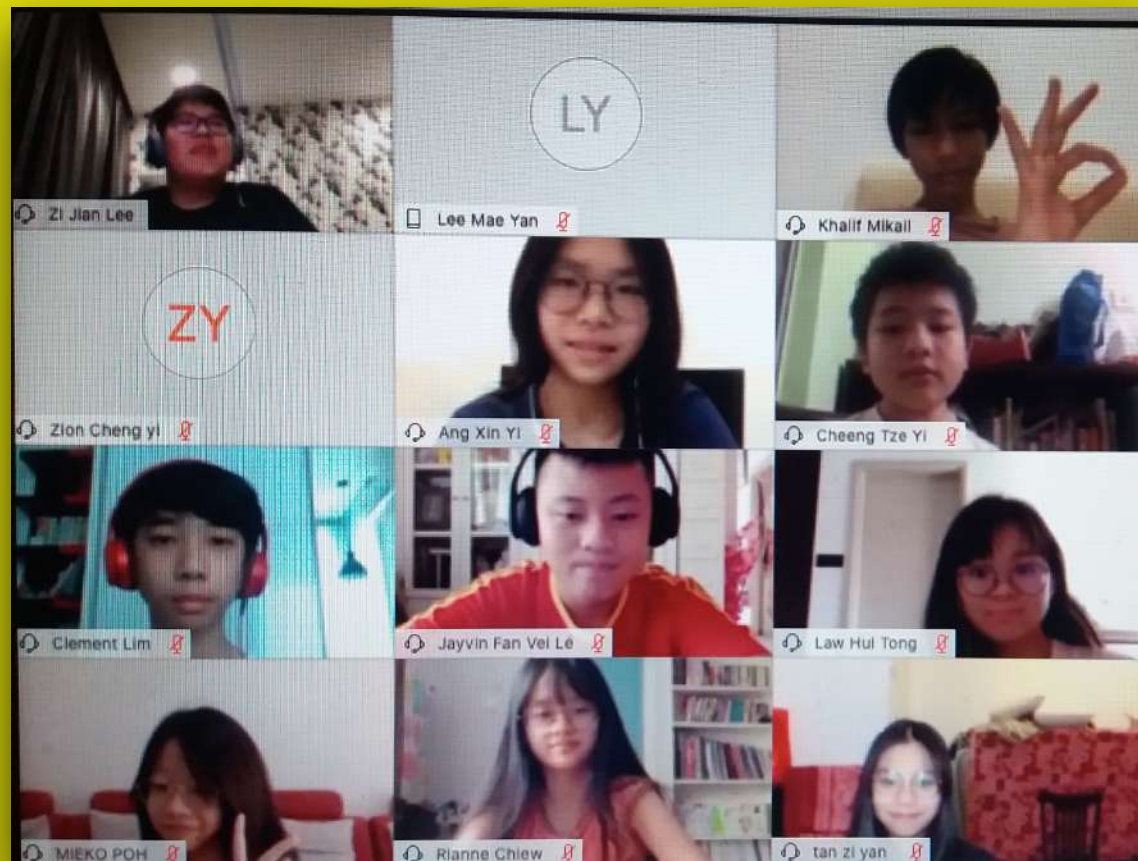 Zi Jian Lee
LY
Lee Mae Yan
Khalif Mikail
ZY
Zion Cheng yi
Ang Xin Yi
Cheeng Tze Yi
Clement Lim
Jayvin Fan Vei Le
Law Hui Tong
MIEKO POH
Rianne Chiew
tan zi yan